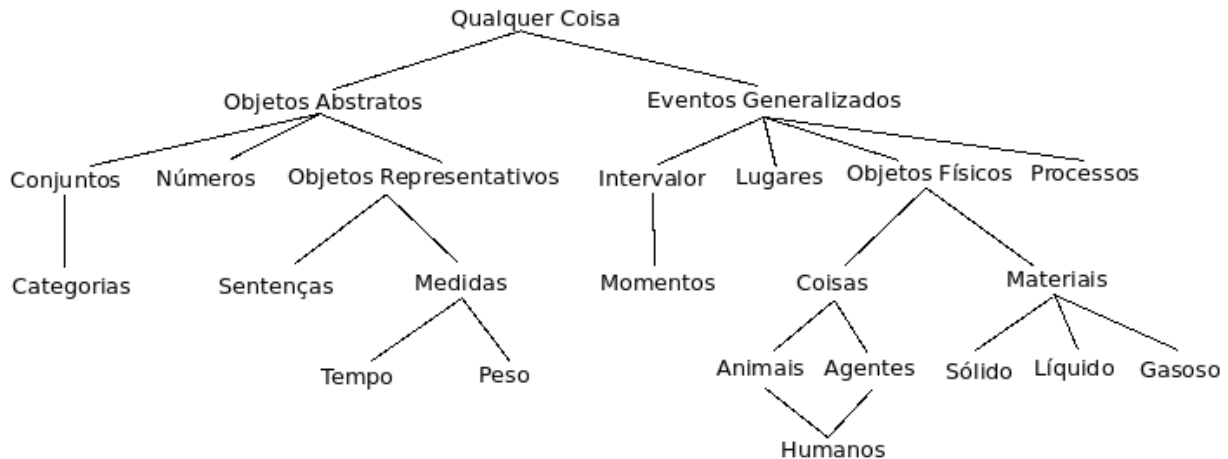 Qualquer Coisa
Objetos Abstratos
Eventos Generalizados
Conjuntos
Números
Objetos Representativos
Intervalor
Lugares
Objetos Físicos
Processos
Categorias
Sentenças
Medidas
Momentos
Coisas
Materiais
Tempo
Peso
Animais
Agentes
Sólido
Líquido
Gasoso
Humanos